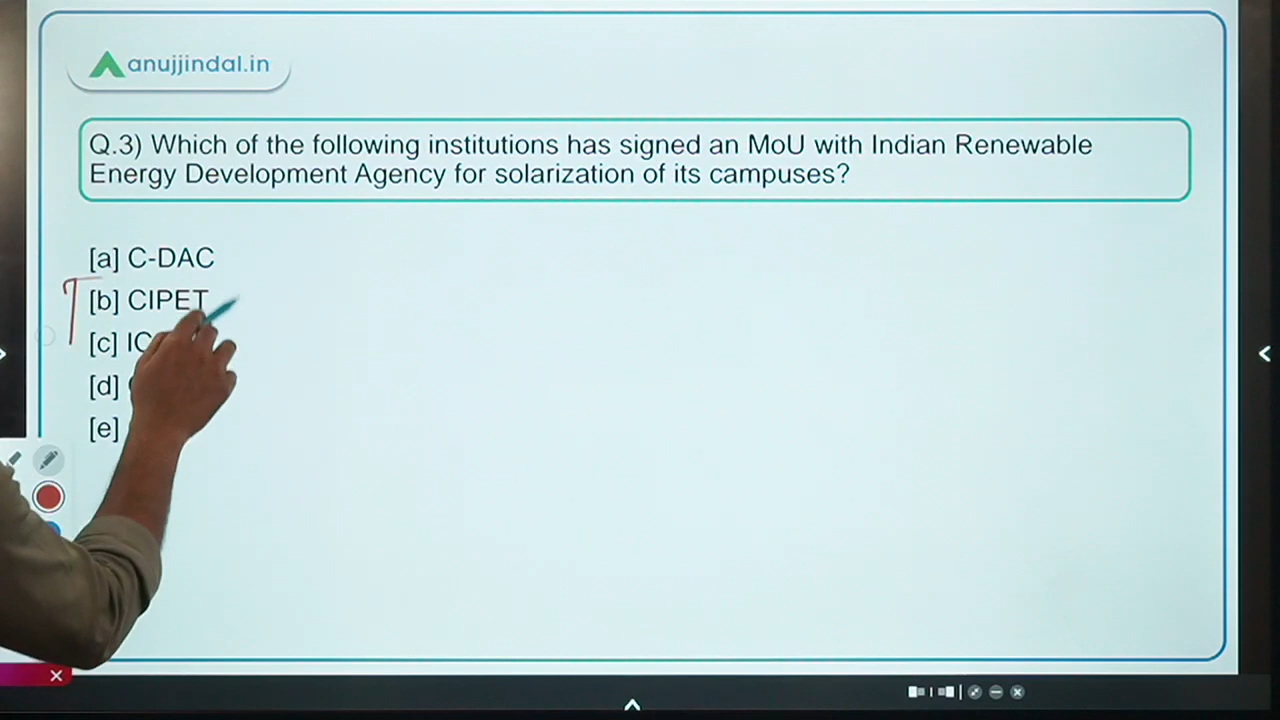 anujjindal.in
Q.3) Which of the following institutions has signed an MoU with Indian Renewable
Energy Development Agency for solarization of its campuses?
[a] C-DAC
[b] CIPET
[c]
[d]
[e]